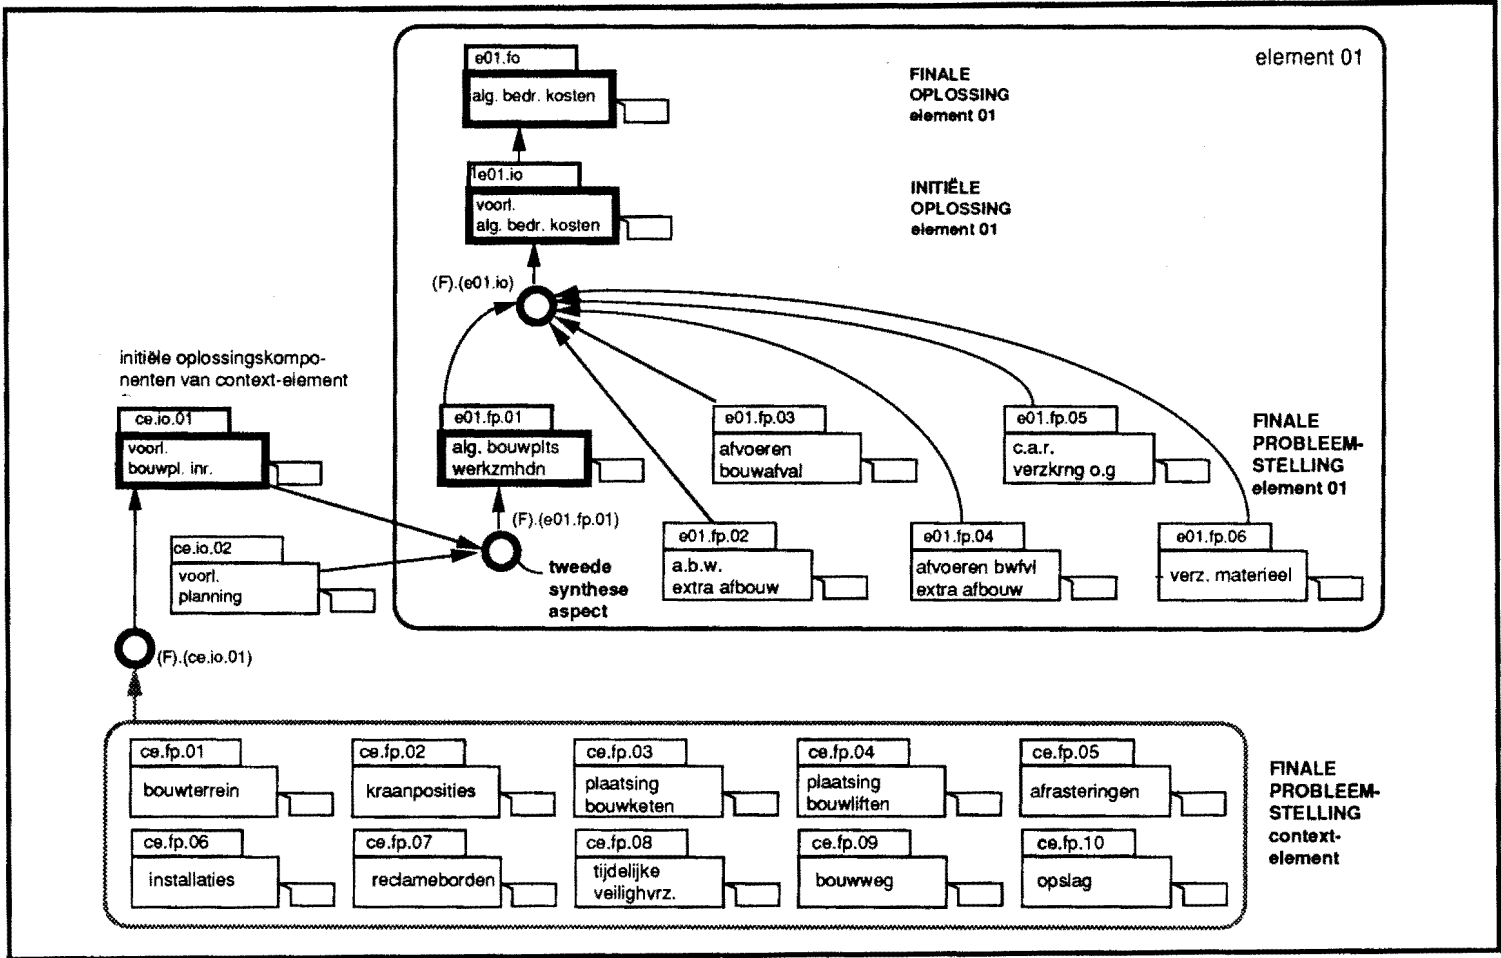 element 01
e01.fo
alg. bedr. kosten
FINALE
OPLOSSING
element 01
e01.io
voorl.
alg. bedr. kosten
INITIËLE
OPLOSSING
element 01
(F).(e01.io)
initiële oplossingskompo-
nenten van context-element
ce.io.01
voorl.
bouwpl. inr.
e01.fp.01
alg. bouwplts
werkzmhdn
e01.fp.03
afvoeren
bouwafval
e01.fp.05
c.a.r.
verzkrng o.g
FINALE
PROBLEEM-
STELLING
element 01
(F).(e01.fp.01)
ce.io.02
voorl.
planning
tweede
synthese
aspect
e01.fp.02
a.b.w.
extra afbouw
e01.fp.04
afvoeren bwfvl
extra afbouw
e01.fp.06
verz. materieel
(F).(ce.io.01)
ce.fp.01
bouwterrein
ce.fp.02
kraanposities
ce.fp.03
plaatsing
bouwketen
ce.fp.04
plaatsing
bouwliften
ce.fp.05
afrasteringen
FINALE
PROBLEEM-
STELLING
context-
element
ce.fp.06
installaties
ce.fp.07
reclameborden
ce.fp.08
tijdelijke
veilighvrz.
ce.fp.09
bouwweg
ce.fp.10
opslag